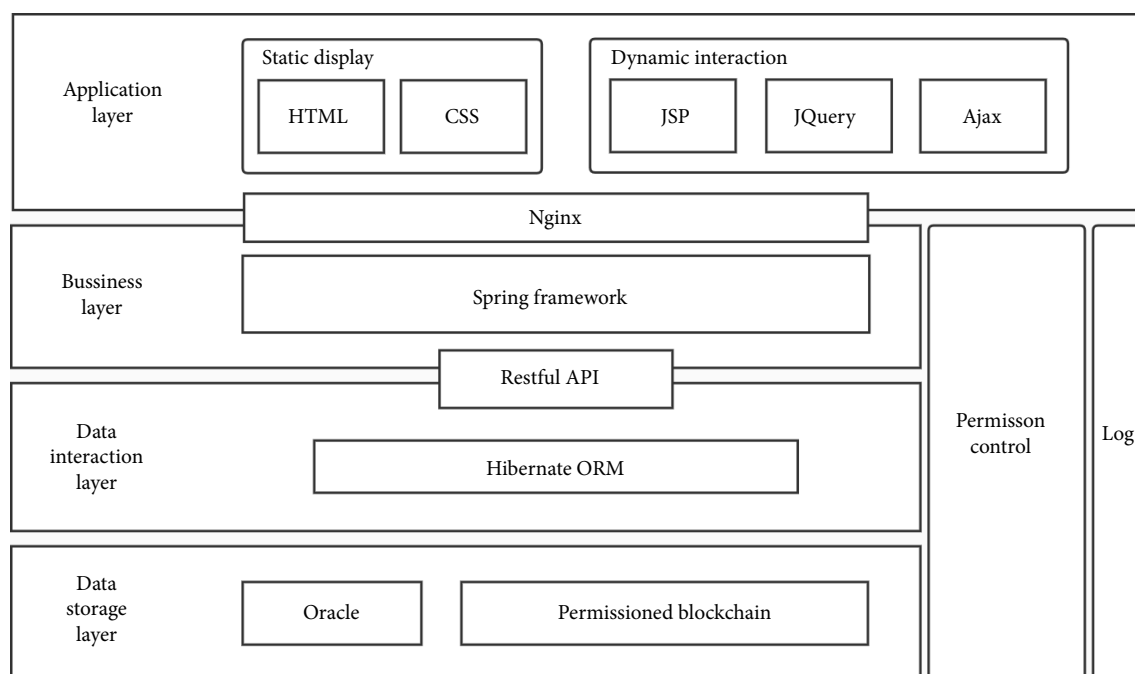 Application
layer
Static display
HTML
CSS
Dynamic interaction
JSP
JQuery
Ajax
Nginx
Bussiness
layer
Spring framework
Restful API
Data
interaction
layer
Hibernate ORM
Permisson
control
Log
Data
storage
layer
Oracle
Permissioned blockchain